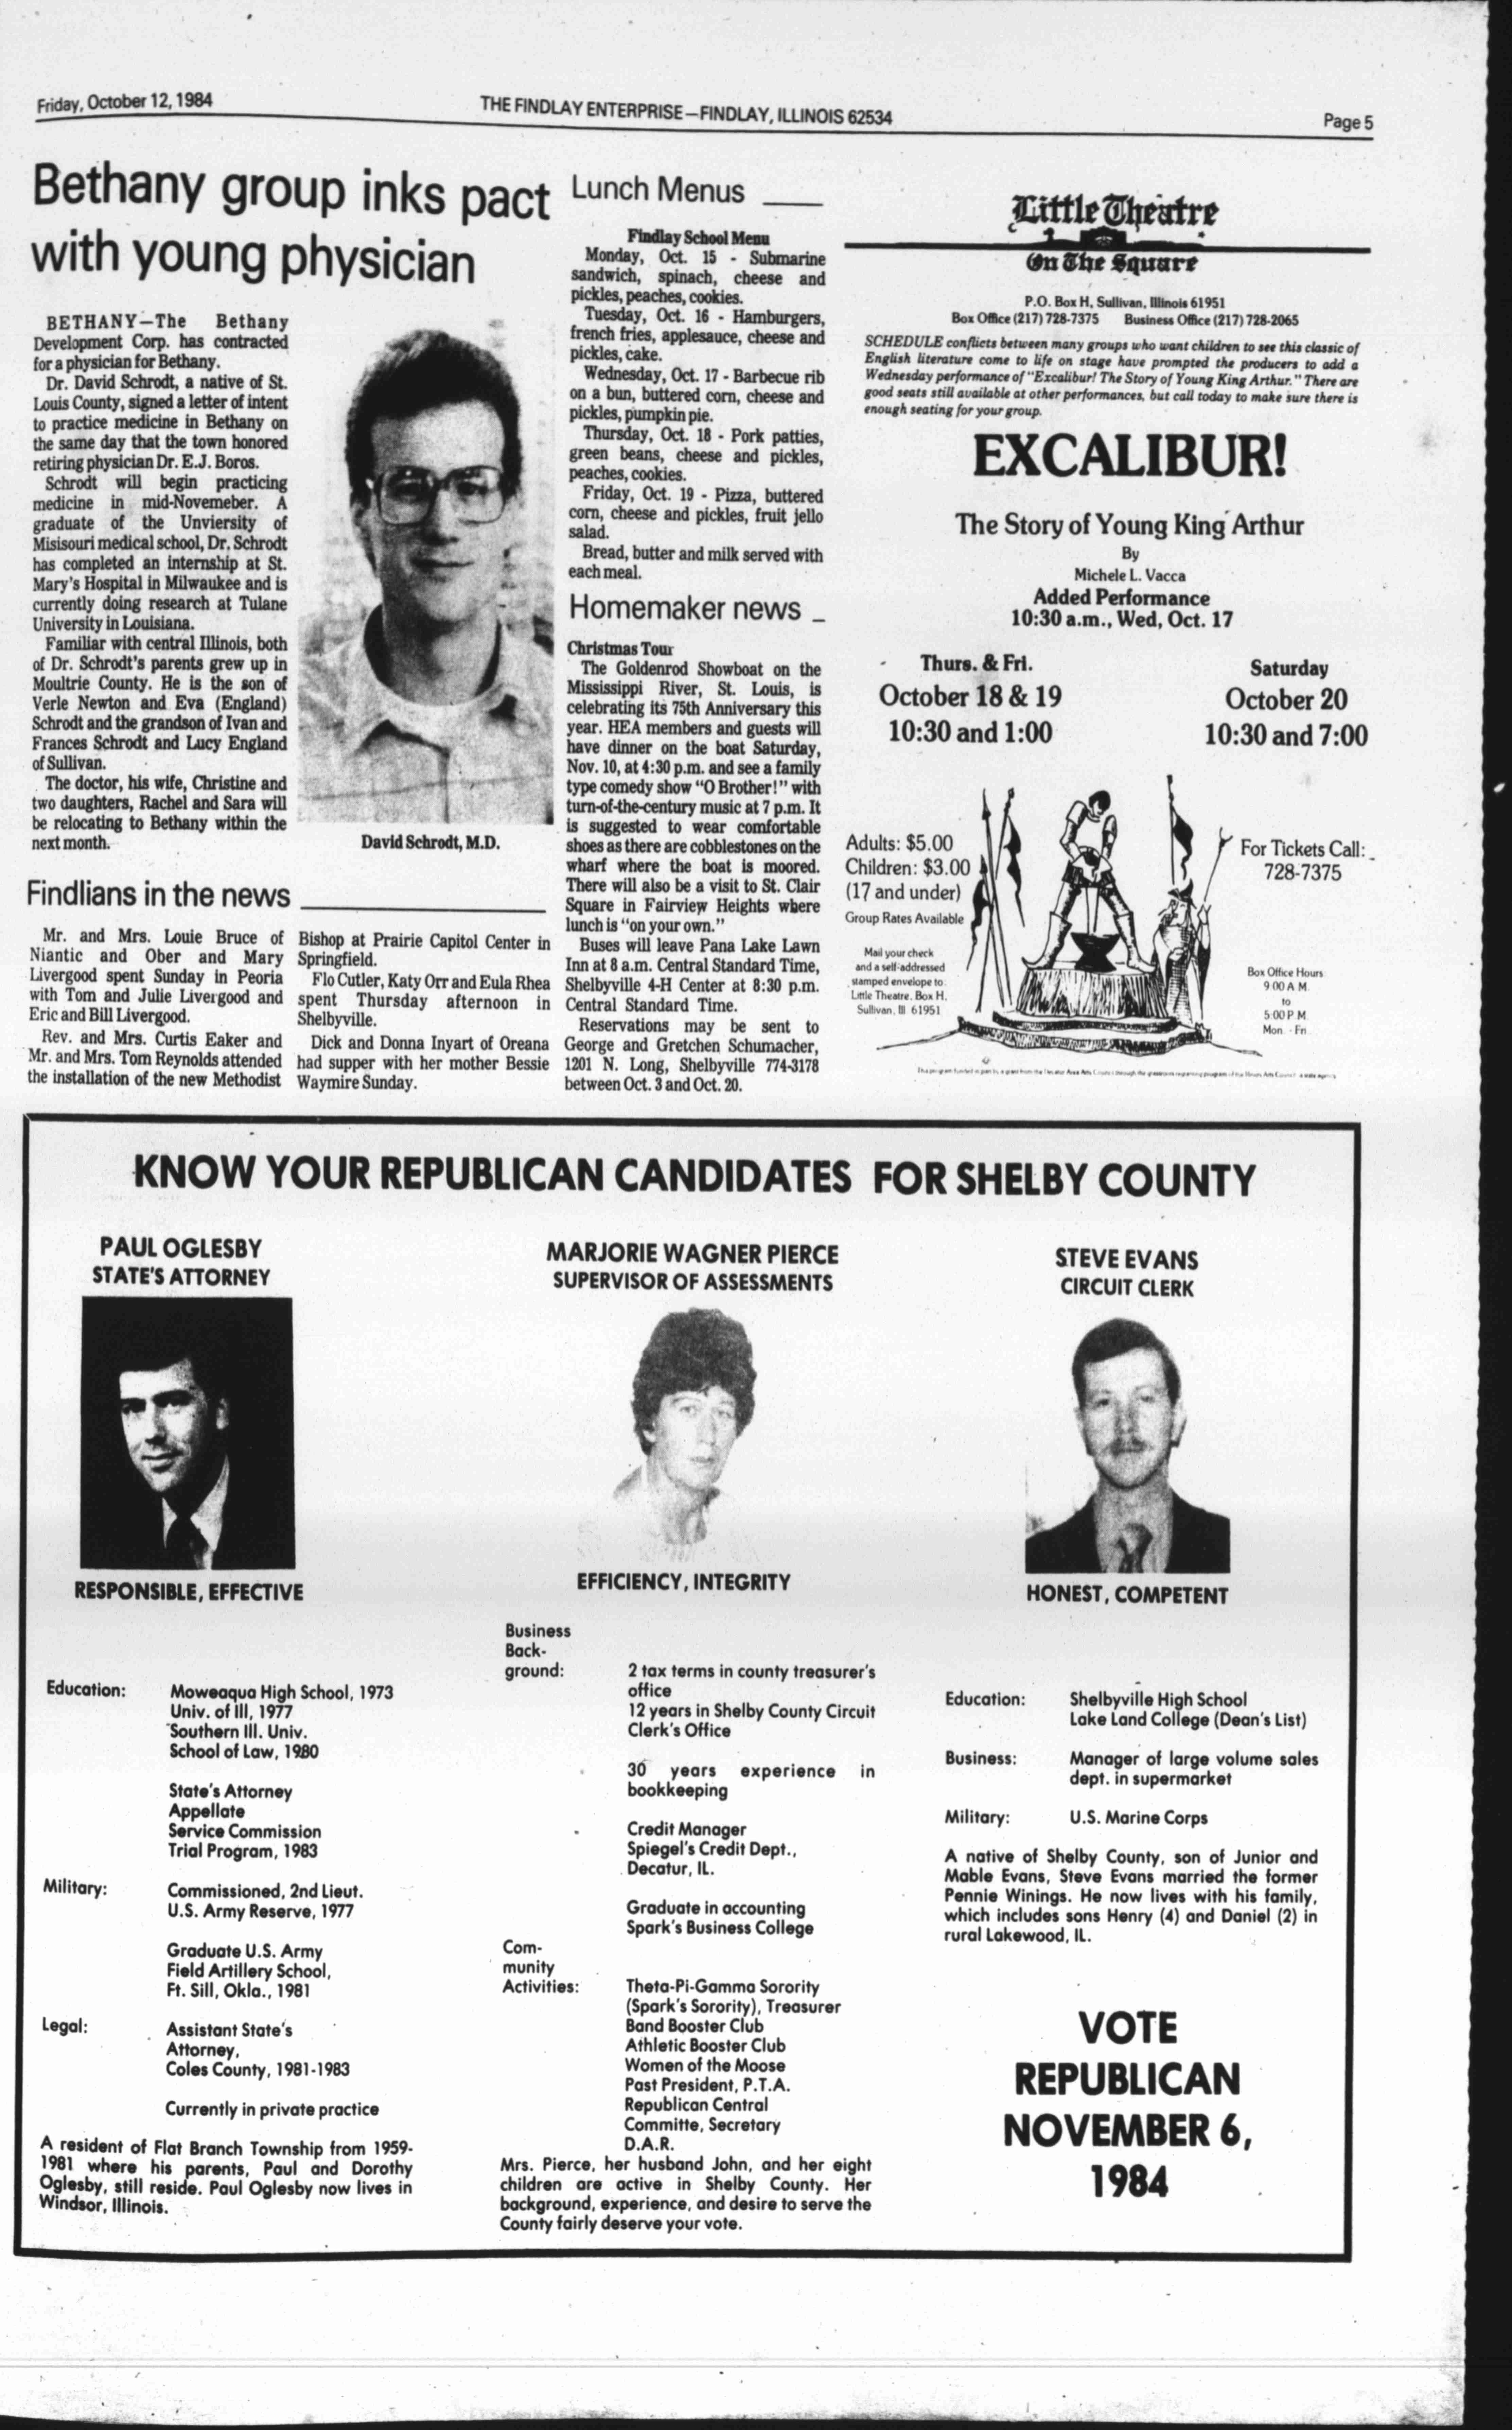 Friday, October 12, 1984
THE FINDLAY ENTERPRISE—FINDLAY, ILLINOIS 62534
Page 5
Bethany group inks pact
with young physician
BETHANY—The Bethany
Development Corp. has contracted
for a physician for Bethany.
Dr. David Schrodt, a native of St.
Louis County, signed a letter of intent
to practice medicine in Bethany on
the same day that the town honored
retiring physician Dr. E.J. Boros.
Schrodt will begin practicing
medicine in mid-Novemeber. A
graduate of the Unviersity of
Misisouri medical school, Dr. Schrodt
has completed an internship at St.
Mary's Hospital in Milwaukee and is
currently doing research at Tulane
University in Louisiana.
Familiar with central Illinois, both
of Dr. Schrodt's parents grew up in
Moultrie County. He is the son of
Verle Newton and Eva (England)
Schrodt and the grandson of Ivan and
Frances Schrodt and Lucy England
of Sullivan.
The doctor, his wife, Christine and
two daughters, Rachel and Sara will
be relocating to Bethany within the
next month.
David Schrodt, M.D.
Findlians in the news
Mr. and Mrs. Louie Bruce of
Niantic and Ober and Mary
Livergood spent Sunday in Peoria
with Tom and Julie Livergood and
Eric and Bill Livergood.
Rev. and Mrs. Curtis Eaker and
Mr. and Mrs. Tom Reynolds attended
the installation of the new Methodist
Bishop at Prairie Capitol Center in
Springfield.
Flo Cutler, Katy Orr and Eula Rhea
spent Thursday afternoon in
Shelbyville.
Dick and Donna Inyart of Oreana
had supper with her mother Bessie
Waymire Sunday.
Lunch Menus
Findlay School Menu
Monday, Oct. 15 - Submarine
sandwich, spinach, cheese and
pickles, peaches, cookies.
Tuesday, Oct. 16 - Hamburgers,
french fries, applesauce, cheese and
pickles, cake.
Wednesday, Oct. 17 - Barbecue rib
on a bun, buttered corn, cheese and
pickles, pumpkin pie.
Thursday, Oct. 18 - Pork patties,
green beans, cheese and pickles,
peaches, cookies.
Friday, Oct. 19 - Pizza, buttered
corn, cheese and pickles, fruit jello
salad.
Bread, butter and milk served with
each meal.
Homemaker news
Christmas Tour
The Goldenrod Showboat on the
Mississippi River, St. Louis, is
celebrating its 75th Anniversary this
year. HEA members and guests will
have dinner on the boat Saturday,
Nov. 10, at 4:30 p.m. and see a family
type comedy show "O Brother!" with
turn-of-the-century music at 7 p.m. It
is suggested to wear comfortable
shoes as there are cobblestones on the
wharf where the boat is moored.
There will also be a visit to St. Clair
Square in Fairview Heights where
lunch is "on your own."
Buses will leave Pana Lake Lawn
Inn at 8 a.m. Central Standard Time,
Shelbyville 4-H Center at 8:30 p.m.
Central Standard Time.
Reservations may be sent to
George and Gretchen Schumacher,
1201 N. Long, Shelbyville 774-3178
between Oct. 3 and Oct. 20.
Little Theatre
On The Square
P.O. Box H, Sullivan, Illinois 61951
Box Office (217) 728-7375 Business Office (217) 728-2065
SCHEDULE conflicts between many groups who want children to see this classic of
English literature come to life on stage have prompted the producers to add a
Wednesday performance of "Excalibur! The Story of Young King Arthur." There are
good seats still available at other performances, but call today to make sure there is
enough seating for your group.
EXCALIBUR!
The Story of Young King Arthur
By
Michele L. Vacca
Added Performance
10:30 a.m., Wed, Oct. 17
Thurs. & Fri.
October 18 & 19
10:30 and 1:00
Saturday
October 20
10:30 and 7:00
Adults: $5.00
Children: $3.00
(17 and under)
Group Rates Available
Mail your check
and a self-addressed
stamped envelope to:
Little Theatre, Box H,
Sullivan, Ill 61951
For Tickets Call:
728-7375
Box Office Hours
9:00 A M.
to
5:00 P M
Mon. - Fri
KNOW YOUR REPUBLICAN CANDIDATES FOR SHELBY COUNTY
PAUL OGLESBY
STATE'S ATTORNEY
RESPONSIBLE, EFFECTIVE
Education: Moweaqua High School, 1973
Univ. of Ill, 1977
Southern Ill. Univ.
School of Law, 1980
State's Attorney
Appellate
Service Commission
Trial Program, 1983
Military: Commissioned, 2nd Lieut.
U.S. Army Reserve, 1977
Graduate U.S. Army
Field Artillery School,
Ft. Sill, Okla., 1981
Legal: Assistant State's
Attorney,
Coles County, 1981-1983
Currently in private practice
A resident of Flat Branch Township from 1959-
1981 where his parents, Paul and Dorothy
Oglesby, still reside. Paul Oglesby now lives in
Windsor, Illinois.
MARJORIE WAGNER PIERCE
SUPERVISOR OF ASSESSMENTS
EFFICIENCY, INTEGRITY
Business
Back-
ground: 2 tax terms in county treasurer's
office
12 years in Shelby County Circuit
Clerk's Office
30 years experience in
bookkeeping
Credit Manager
Spiegel's Credit Dept.,
Decatur, IL.
Graduate in accounting
Spark's Business College
Com-
munity
Activities: Theta-Pi-Gamma Sorority
(Spark's Sorority), Treasurer
Band Booster Club
Athletic Booster Club
Women of the Moose
Past President, P.T.A.
Republican Central
Committe, Secretary
D.A.R.
Mrs. Pierce, her husband John, and her eight
children are active in Shelby County. Her
background, experience, and desire to serve the
County fairly deserve your vote.
STEVE EVANS
CIRCUIT CLERK
HONEST, COMPETENT
Education: Shelbyville High School
Lake Land College (Dean's List)
Business: Manager of large volume sales
dept. in supermarket
Military: U.S. Marine Corps
A native of Shelby County, son of Junior and
Mable Evans, Steve Evans married the former
Pennie Winings. He now lives with his family,
which includes sons Henry (4) and Daniel (2) in
rural Lakewood, IL.
VOTE
REPUBLICAN
NOVEMBER 6,
1984